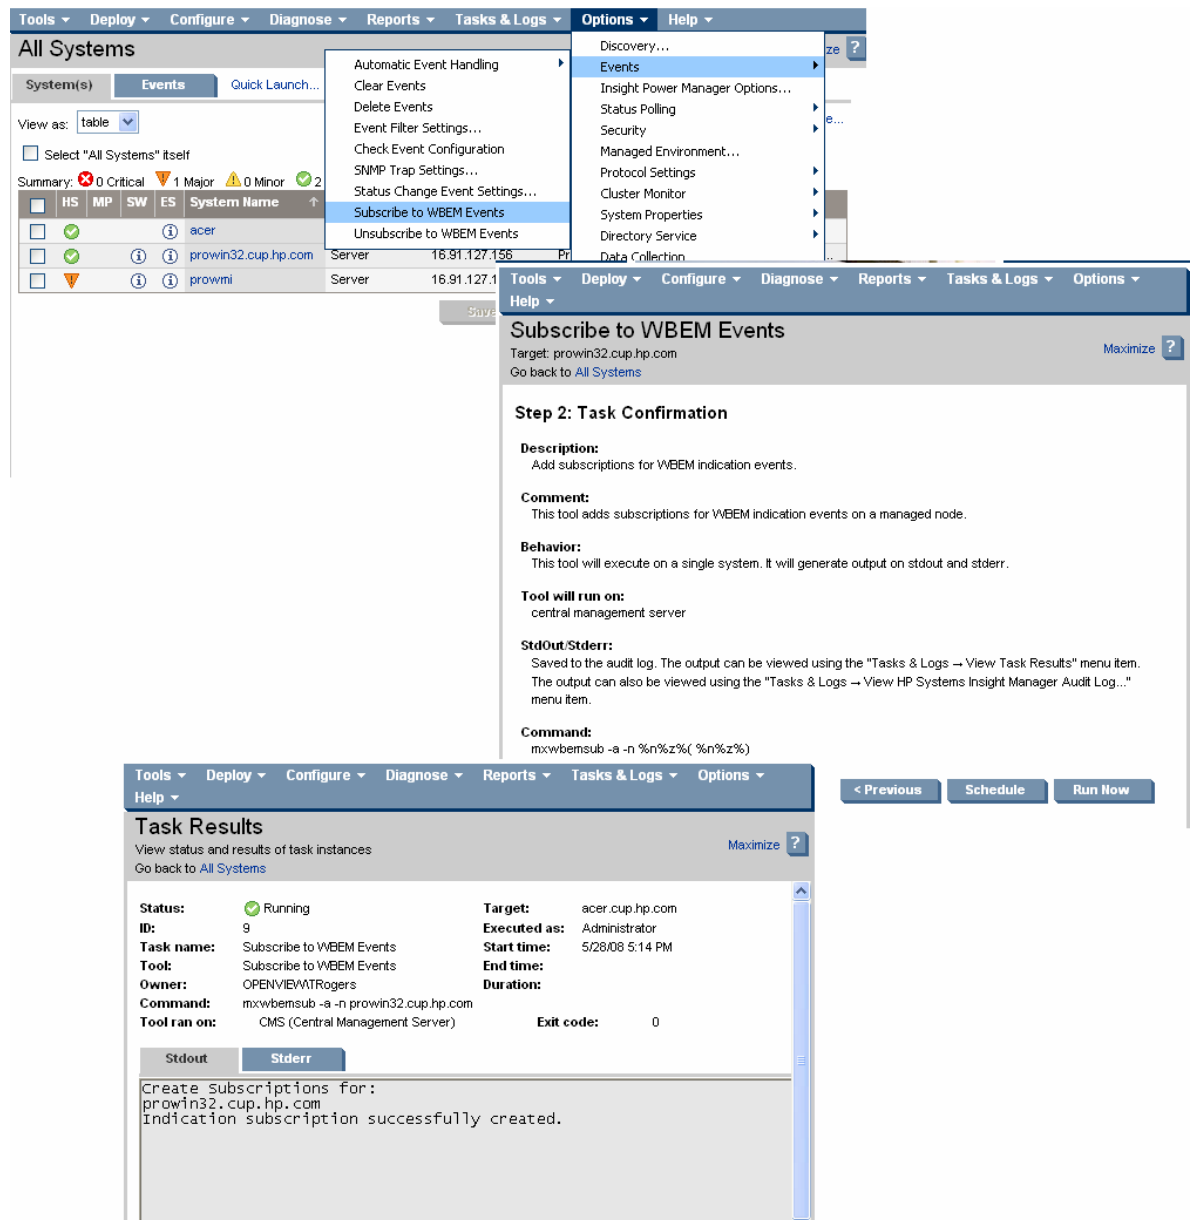 Tools Deploy Configure Diagnose Reports Tasks & Logs Options Help
All Systems
ze ?
System(s) Events Quick Launch...
View as: table
Select "All Systems" itself
Summary: 0 Critical 1 Major 0 Minor 2
HS MP SW ES System Name
acer
prowin32.cup.hp.com Server 16.91.127.156 Pr
prowmi Server 16.91.127.1
Save
Discovery...
Events
Insight Power Manager Options...
Status Polling
Security
Managed Environment...
Protocol Settings
Cluster Monitor
System Properties
Directory Service
Data Collection
e...
Automatic Event Handling
Clear Events
Delete Events
Event Filter Settings...
Check Event Configuration
SNMP Trap Settings...
Status Change Event Settings...
Subscribe to WBEM Events
Unsubscribe to WBEM Events
Tools Deploy Configure Diagnose Reports Tasks & Logs Options
Help
Subscribe to WBEM Events
Target: prowin32.cup.hp.com
Go back to All Systems
Maximize ?
Step 2: Task Confirmation
Description:
Add subscriptions for WBEM indication events.
Comment:
This tool adds subscriptions for WBEM indication events on a managed node.
Behavior:
This tool will execute on a single system. It will generate output on stdout and stderr.
Tool will run on:
central management server
StdOut/Stderr:
Saved to the audit log. The output can be viewed using the "Tasks & Logs → View Task Results" menu item.
The output can also be viewed using the "Tasks & Logs → View HP Systems Insight Manager Audit Log..."
menu item.
Command:
mxwbemsub -a -n %n%z%( %n%z%)
< Previous Schedule Run Now
Tools Deploy Configure Diagnose Reports Tasks & Logs Options
Help
Task Results
View status and results of task instances
Go back to All Systems
Maximize ?
Status: Running Target: acer.cup.hp.com
ID: 9 Executed as: Administrator
Task name: Subscribe to WBEM Events Start time: 5/28/08 5:14 PM
Tool: Subscribe to WBEM Events End time:
Owner: OPENVIEW\TRogers Duration:
Command: mxwbemsub -a -n prowin32.cup.hp.com
Tool ran on: CMS (Central Management Server) Exit code: 0
Stdout Stderr
Create Subscriptions for:
prowin32.cup.hp.com
Indication subscription successfully created.